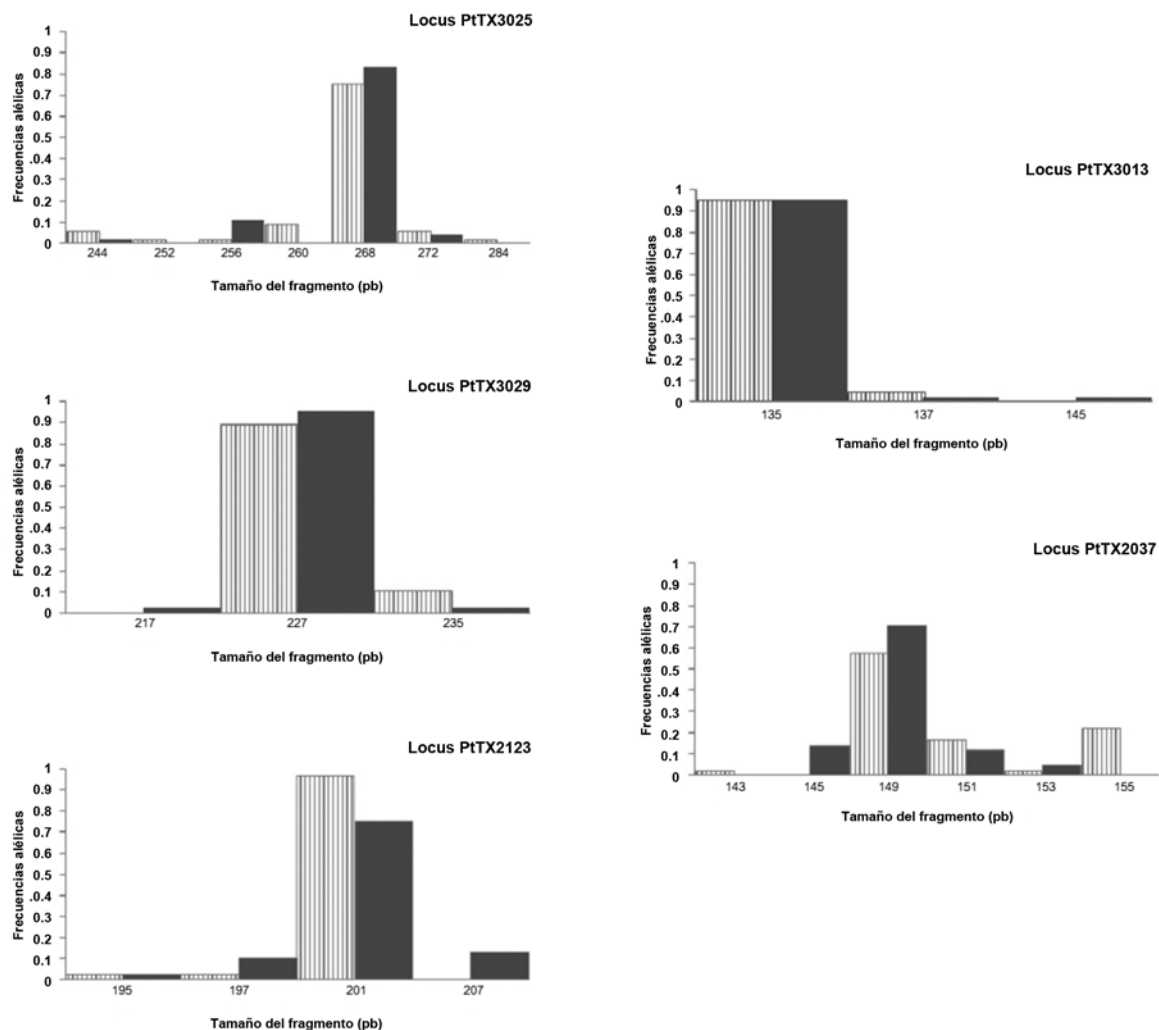 Locus PtTX3025
Frecuencias alélicas
1
0.9
0.8
0.7
0.6
0.5
.0.4
0.3
0.2
0.1
0
244 252 256 260 268 272 284
Tamaño del fragmento (pb)
Locus PtTX3029
Frecuencias alélicas
1
0.9
0.8
0.7
0.6
0.5
.0.4
0.3
0.2
0.1
0
217 227 235
Tamaño del fragmento (pb)
Locus PtTX2123
Frecuencias alélicas
1
0.9
0.8
0.7
0.6
0.5
.0.4
0.3
0.2
0.1
0
195 197 201 207
Tamaño del fragmento (pb)
Locus PtTX3013
Frecuencias alélicas
1
0.9
0.8
0.7
0.6
0.5
.0.4
0.3
0.2
0.1
0
135 137 145
Tamaño del fragmento (pb)
Locus PtTX2037
Frecuencias alélicas
1
0.9
0.8
0.7
0.6
0.5
.0.4
0.3
0.2
0.1
0
143 145 149 151 153 155
Tamaño del fragmento (pb)